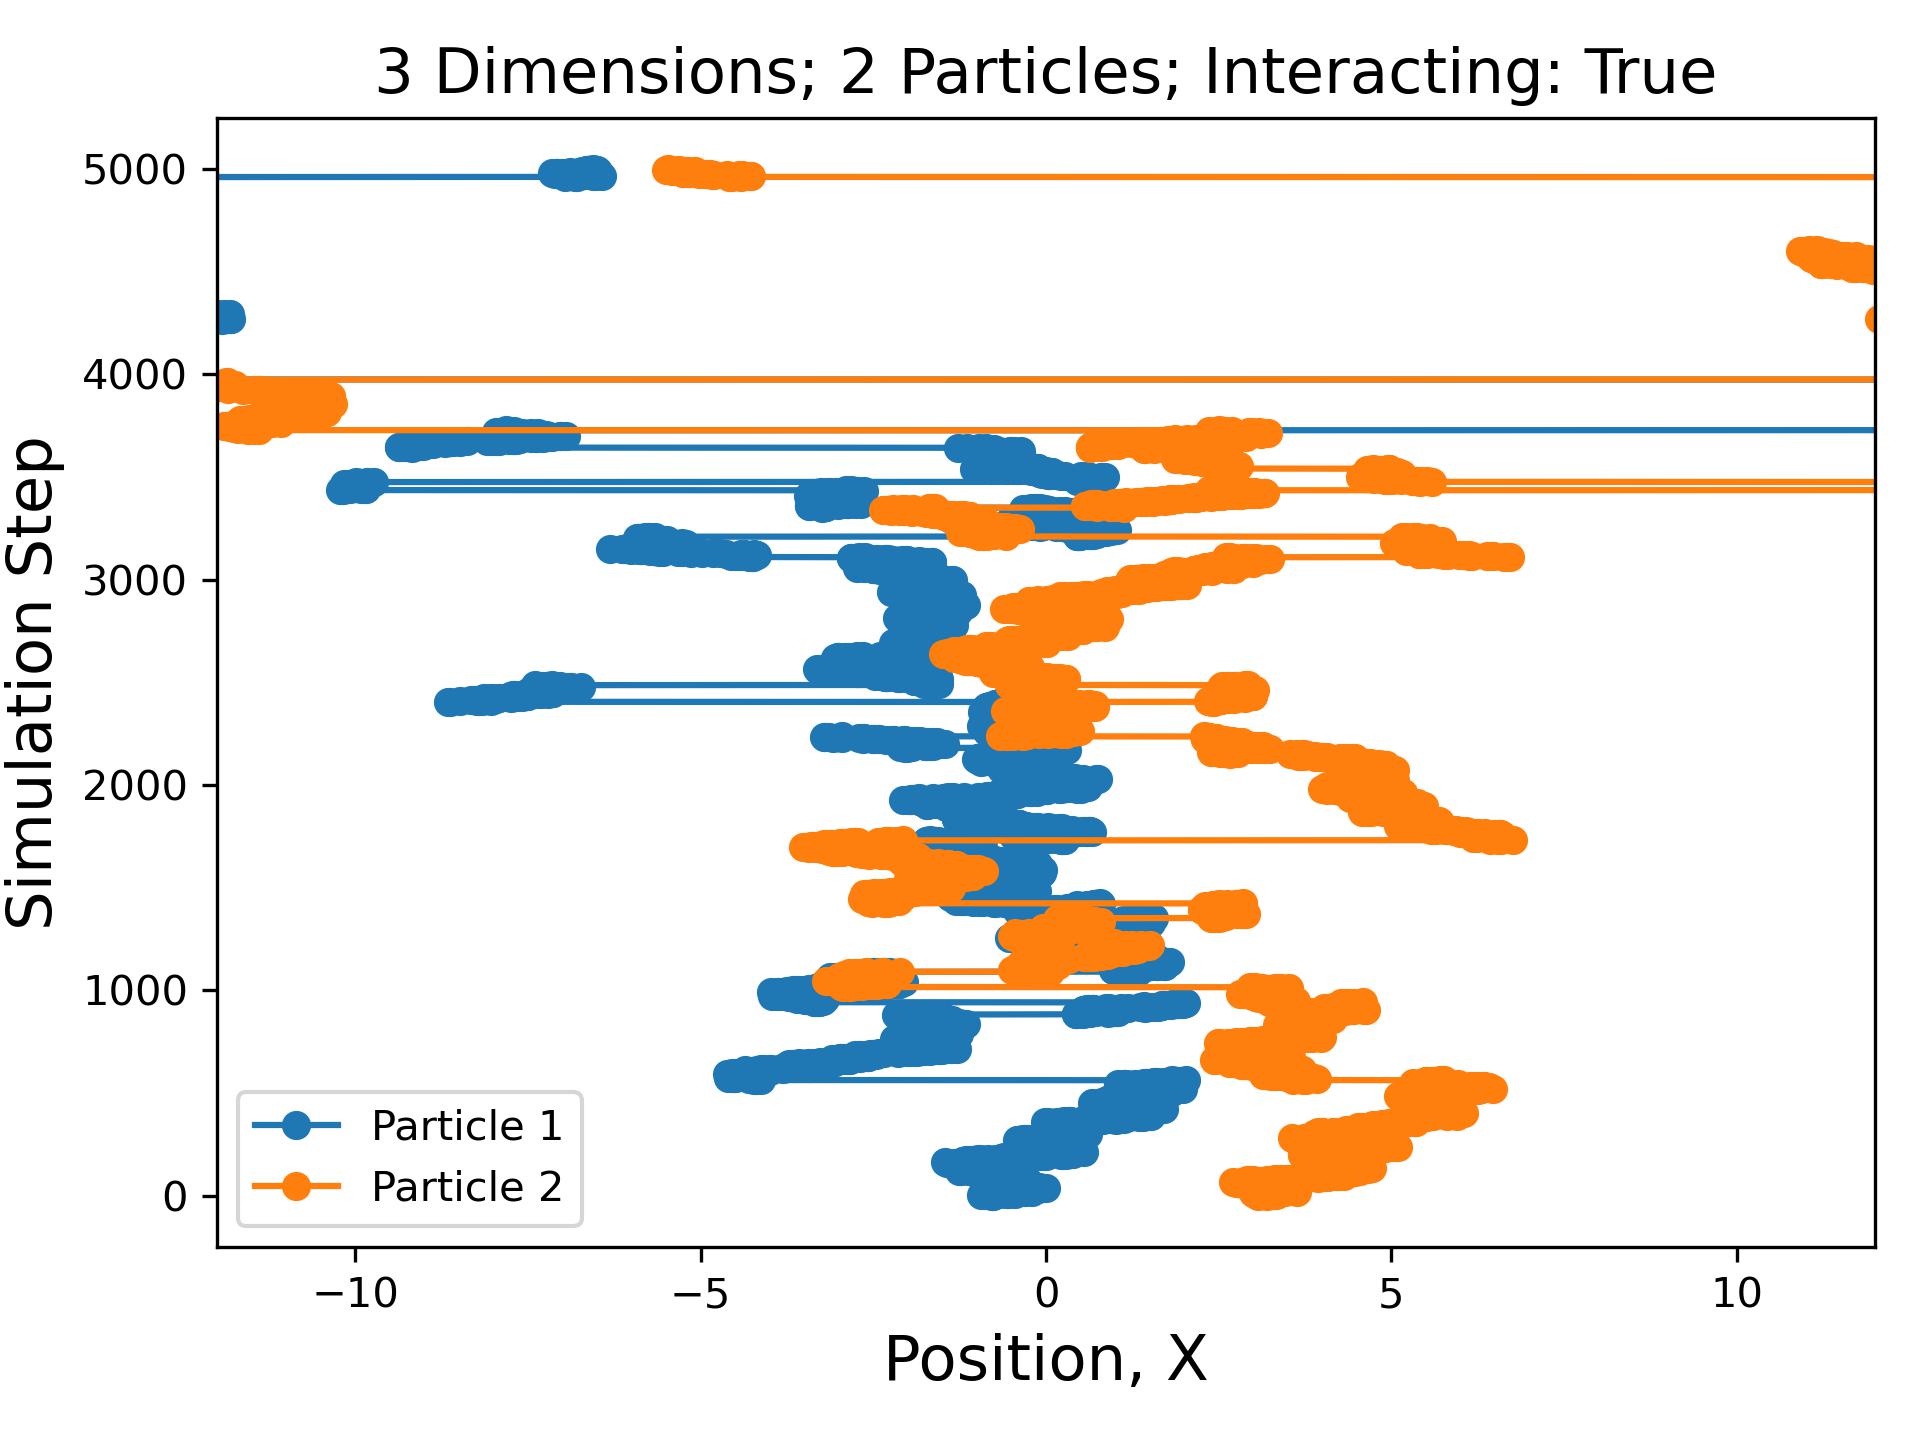 3 Dimensions; 2 Particles; Interacting: True
Simulation Step
5000
4000
3000
2000
1000
0
Particle 1
Particle 2
−10
−5
0
5
10
Position, X